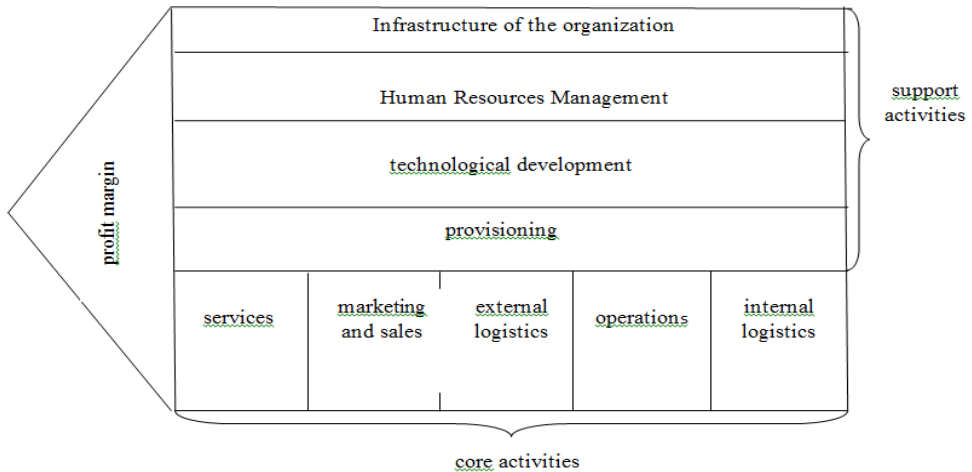 Infrastructure of the organization
Human Resources Management
support
activities
technological development
profit margin
provisioning
services
marketing
and sales
external
logistics
operations
internal
logistics
core activities